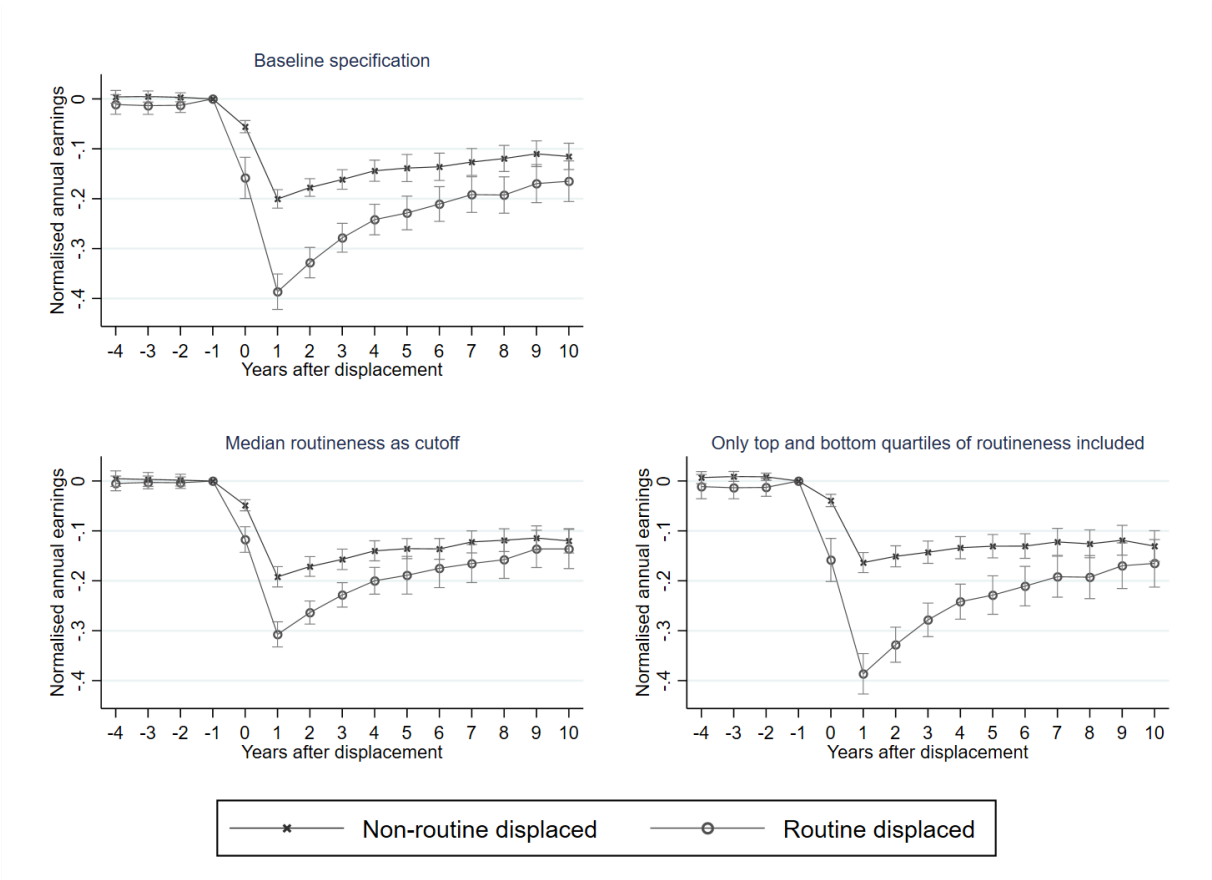 Baseline specification
Normalised annual earnings
0
-.1
-.2
-.3
-.4
-4 -3 -2 -1 0 1 2 3 4 5 6 7 8 9 10
Years after displacement
Median routineness as cutoff
Normalised annual earnings
0
-.1
-.2
-.3
-.4
-4 -3 -2 -1 0 1 2 3 4 5 6 7 8 9 10
Years after displacement
Only top and bottom quartiles of routineness included
Normalised annual earnings
0
-.1
-.2
-.3
-.4
-4 -3 -2 -1 0 1 2 3 4 5 6 7 8 9 10
Years after displacement
Non-routine displaced
Routine displaced